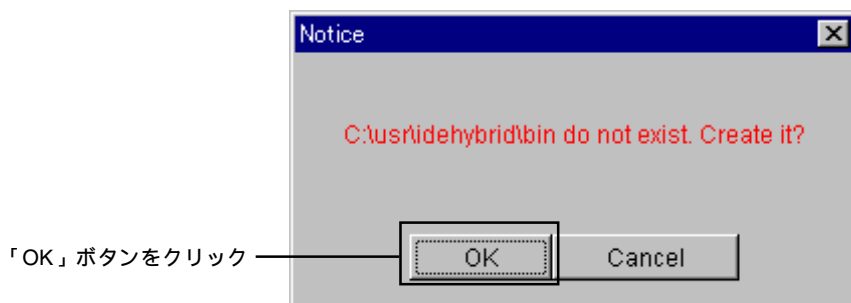 Notice
C:\usr\idehybrid\bin do not exist. Create it?
「OK」ボタンをクリック
OK
Cancel